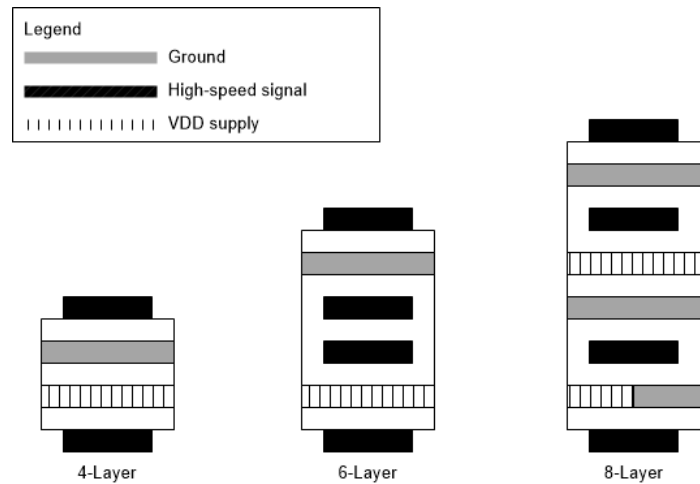 Legend
Ground
High-speed signal
VDD supply
4-Layer
6-Layer
8-Layer